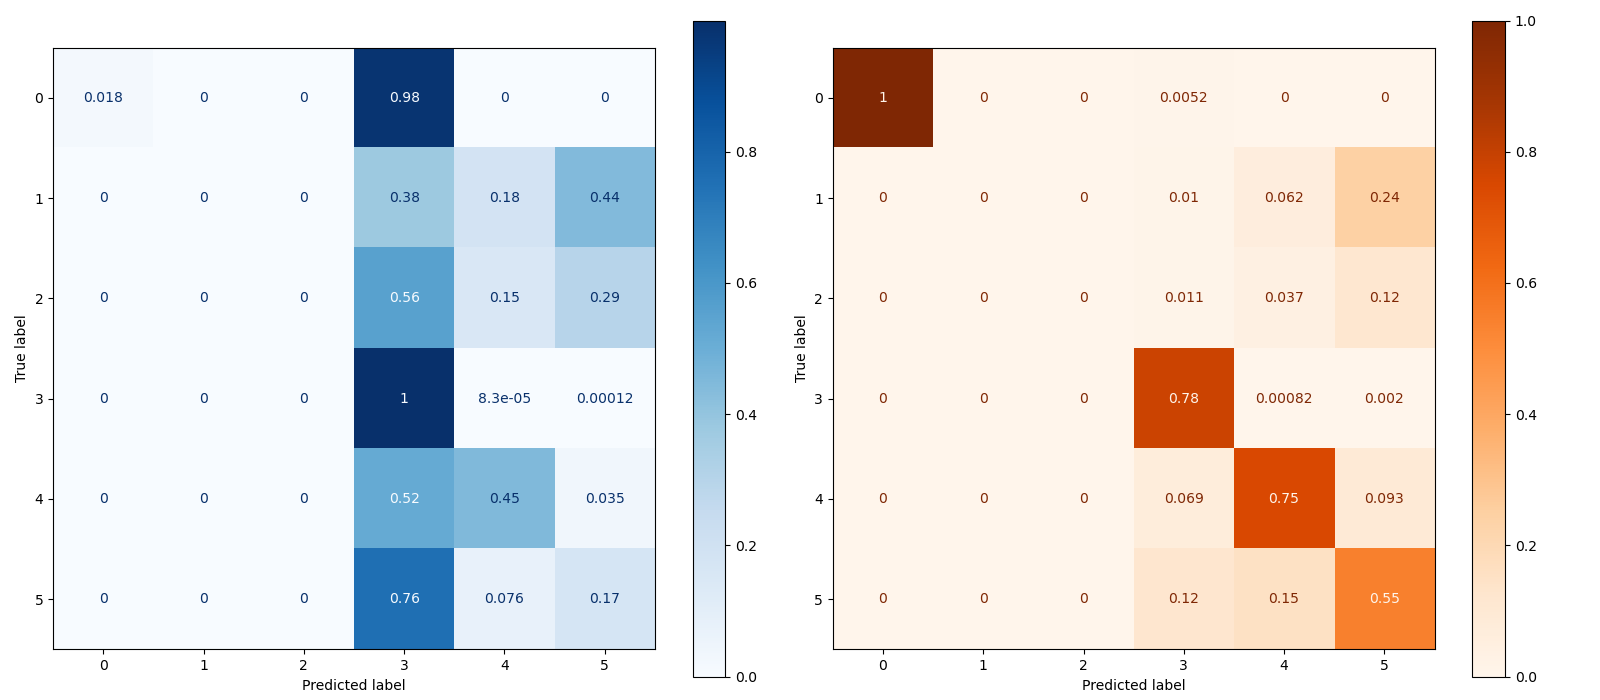 0 0.018 0 0 0.98 0 0
1 0 0 0 0.38 0.18 0.44
2 0 0 0 0.56 0.15 0.29
3 0 0 0 1 8.3e-05 0.00012
4 0 0 0 0.52 0.45 0.035
5 0 0 0 0.76 0.076 0.17
0 1 2 3 4 5
True label
Predicted label
0.8
0.6
0.4
0.2
0.0
0 1 0 0 0.0052 0 0
1 0 0 0 0.01 0.062 0.24
2 0 0 0 0.011 0.037 0.12
3 0 0 0 0.78 0.00082 0.002
4 0 0 0 0.069 0.75 0.093
5 0 0 0 0.12 0.15 0.55
0 1 2 3 4 5
True label
Predicted label
1.0
0.8
0.6
0.4
0.2
0.0